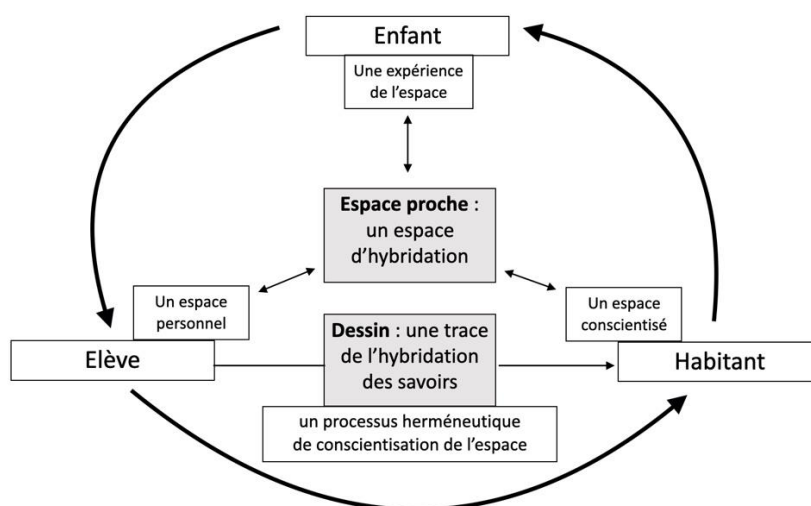 Enfant
Une expérience
de l’espace
Espace proche :
un espace
d’hybridation
Un espace
personnel
Un espace
conscientisé
Elève
Dessin : une trace
de l’hybridation
des savoirs
Habitant
un processus herméneutique
de conscientisation de l’espace